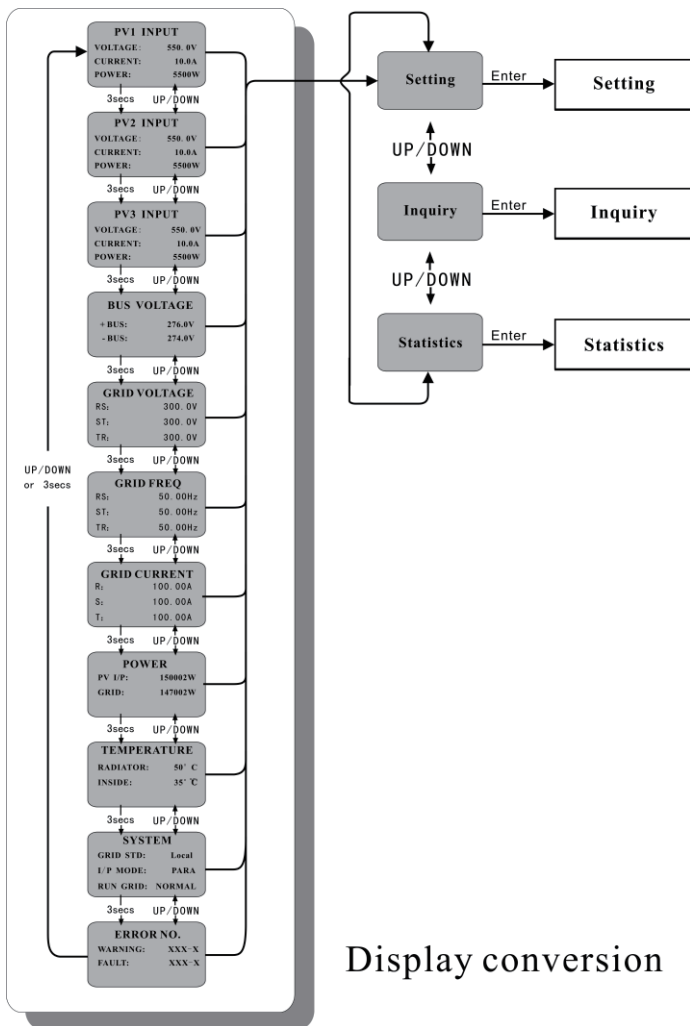 PV1 INPUT
VOLTAGE: 550. 0V
CURRENT: 10.0A
POWER: 5500W
3secs UP/DOWN
PV2 INPUT
VOLTAGE: 550. 0V
CURRENT: 10.0A
POWER: 5500W
3secs UP/DOWN
PV3 INPUT
VOLTAGE: 550. 0V
CURRENT: 10.0A
POWER: 5500W
3secs UP/DOWN
BUS VOLTAGE
+BUS: 276.0V
-BUS: 274.0V
3secs UP/DOWN
GRID VOLTAGE
RS: 300. 0V
ST: 300. 0V
TR: 300. 0V
3secs UP/DOWN
GRID FREQ
RS: 50. 00Hz
ST: 50. 00Hz
TR: 50. 00Hz
3secs UP/DOWN
GRID CURRENT
R: 100. 00A
S: 100. 00A
T: 100. 00A
3secs UP/DOWN
POWER
PV I/P: 150002W
GRID: 147002W
3secs UP/DOWN
TEMPERATURE
RADIATOR: 50° C
INSIDE: 35° ℃
3secs UP/DOWN
SYSTEM
GRID STD: Local
I/P MODE: PARA
RUN GRID: NORMAL
3secs UP/DOWN
ERROR NO.
WARNING: XXX-X
FAULT: XXX-X
UP/DOWN
or 3secs
Setting Enter Setting
UP/DOWN
Inquiry Enter Inquiry
UP/DOWN
Statistics Enter Statistics
Display conversion